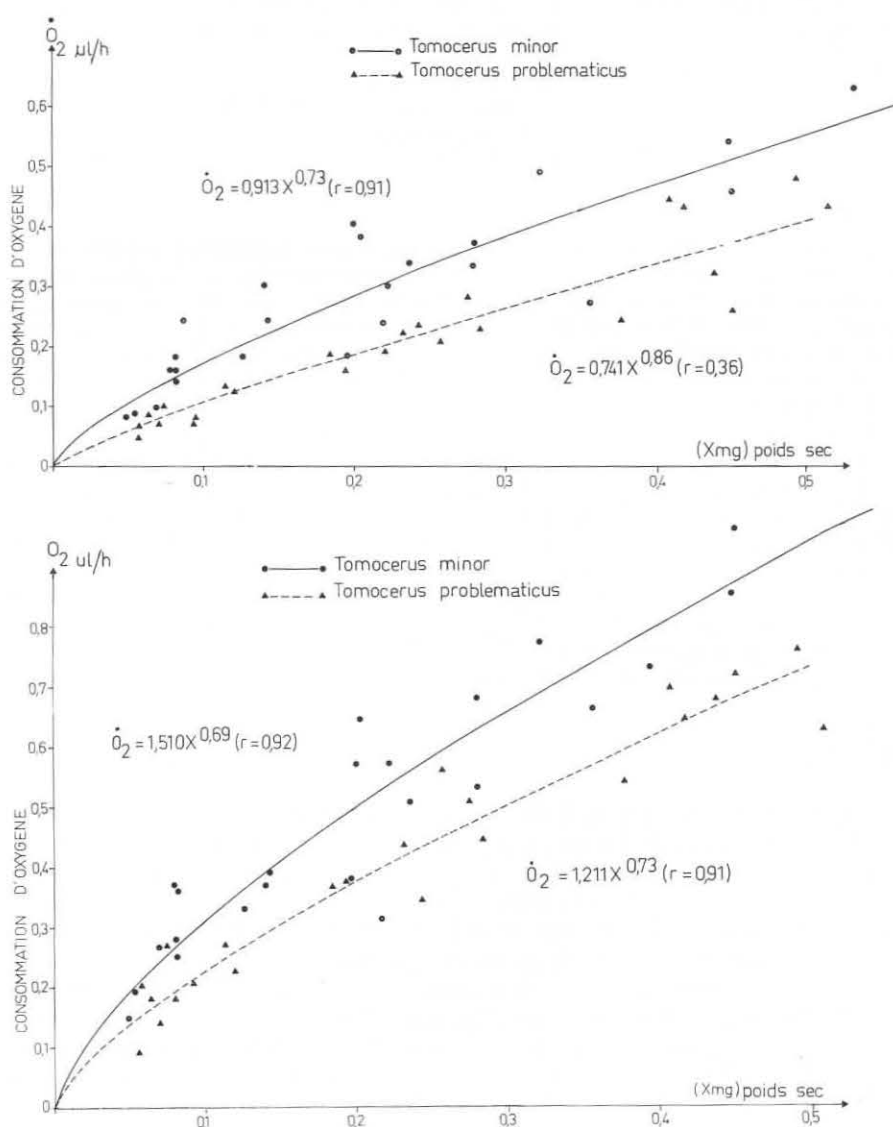 Ȯ2 µl/h
Tomocerus minor
Tomocerus problematicus
CONSOMMATION D'OXYGENE
0,6
0,5
0,4
0,3
0,2
0,1
0
Ȯ2 = 0,913 X^0,73 (r = 0,91)
Ȯ2 = 0,741 X^0,86 (r = 0,36)
(Xmg) poids sec
0,1
0,2
0,3
0,4
0,5
Ȯ2 ul/h
Tomocerus minor
Tomocerus problematicus
CONSOMMATION D'OXYGENE
0,8
0,7
0,6
0,5
0,4
0,3
0,2
0,1
0
Ȯ2 = 1,510 X^0,69 (r = 0,92)
Ȯ2 = 1,211 X^0,73 (r = 0,91)
(Xmg) poids sec
0,1
0,2
0,3
0,4
0,5